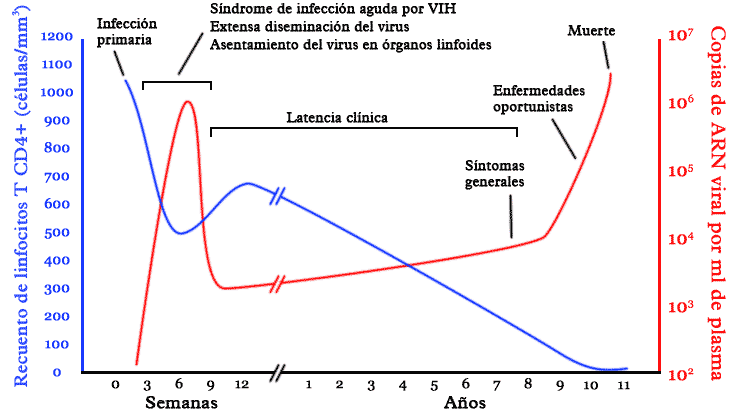 Síndrome de infección aguda por VIH
Extensa diseminación del virus
Asentamiento del virus en órganos linfoides
Infección
primaria
Muerte
Enfermedades
oportunistas
Latencia clínica
Síntomas
generales
Recuento de linfocitos T CD4+ (células/mm³)
1200
1100
1000
900
800
700
600
500
400
300
200
100
0
Copias de ARN viral por ml de plasma
10⁷
10⁶
10⁵
10⁴
10³
10²
0 3 6 9 12 1 2 3 4 5 6 7 8 9 10 11
Semanas Años